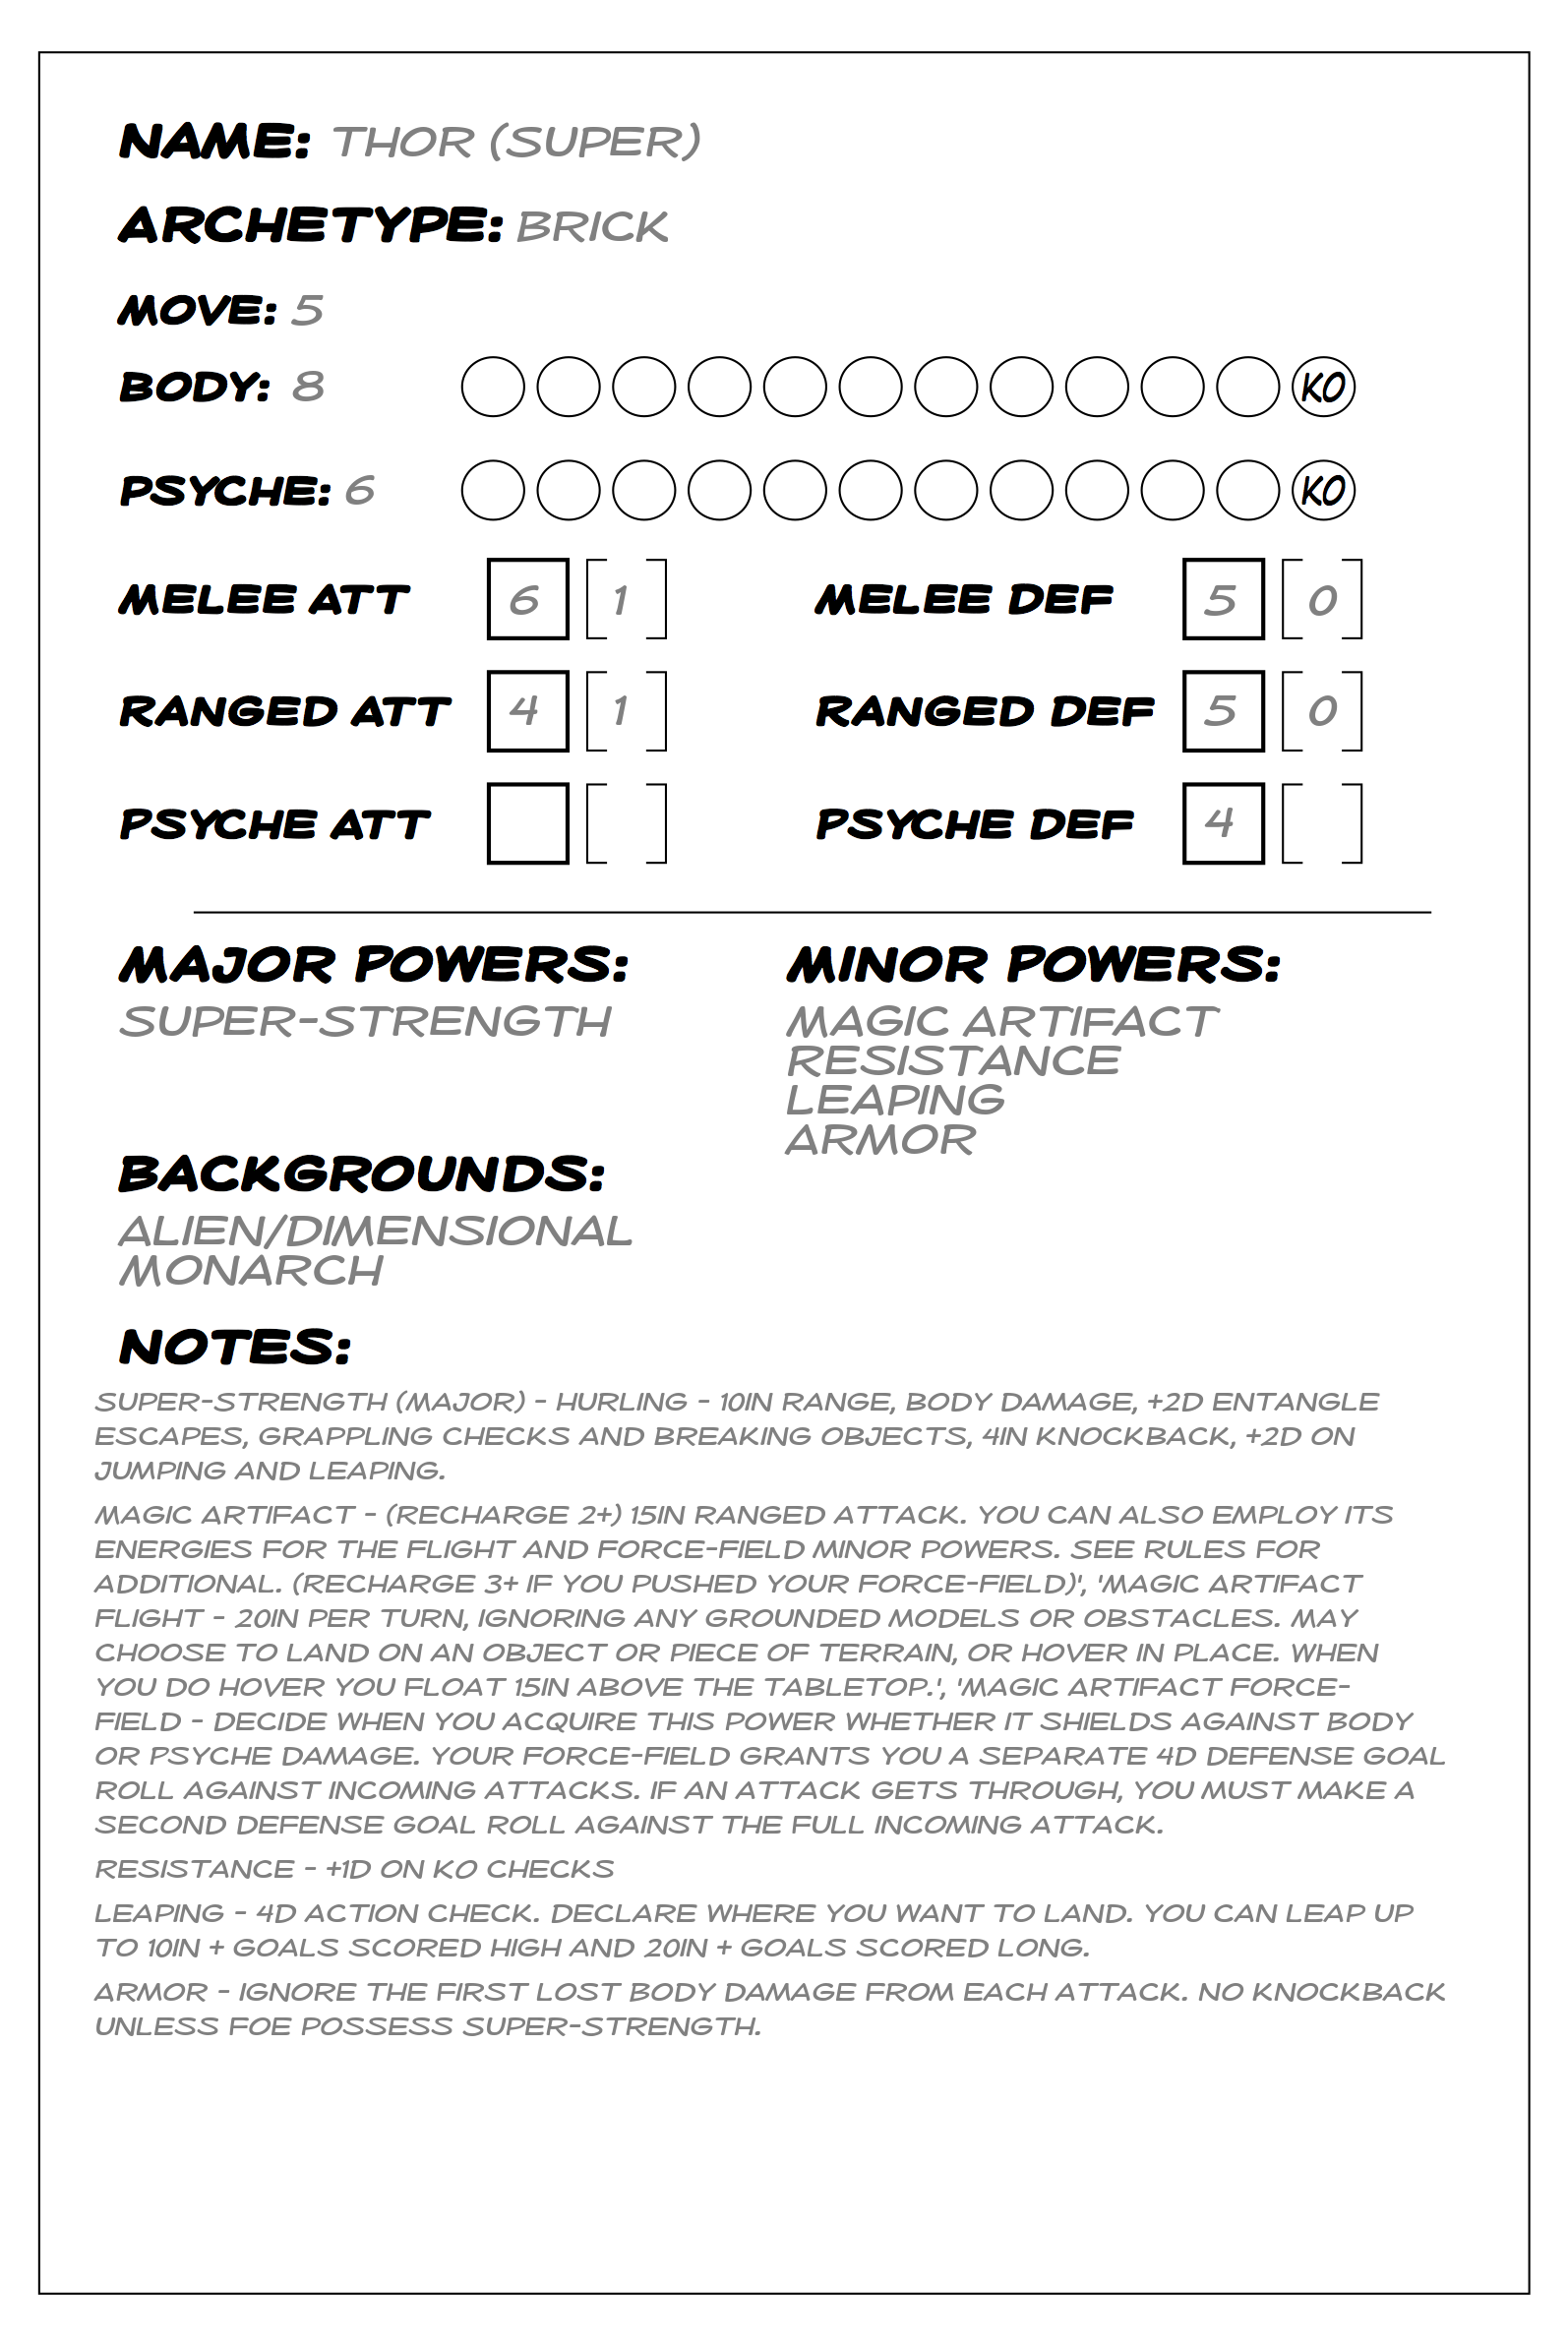 NAME: THOR (SUPER)
ARCHETYPE: BRICK
MOVE: 5
BODY: 8 KO
PSYCHE: 6 KO
MELEE ATT 6 [1] MELEE DEF 5 [0]
RANGED ATT 4 [1] RANGED DEF 5 [0]
PSYCHE ATT [ ] PSYCHE DEF 4 [ ]
MAJOR POWERS:
SUPER-STRENGTH
MINOR POWERS:
MAGIC ARTIFACT
RESISTANCE
LEAPING
ARMOR
BACKGROUNDS:
ALIEN/DIMENSIONAL
MONARCH
NOTES:
SUPER-STRENGTH (MAJOR) - HURLING - 10IN RANGE, BODY DAMAGE, +2D ENTANGLE
ESCAPES, GRAPPLING CHECKS AND BREAKING OBJECTS, 4IN KNOCKBACK, +2D ON
JUMPING AND LEAPING.
MAGIC ARTIFACT - (RECHARGE 2+) 15IN RANGED ATTACK. YOU CAN ALSO EMPLOY ITS
ENERGIES FOR THE FLIGHT AND FORCE-FIELD MINOR POWERS. SEE RULES FOR
ADDITIONAL. (RECHARGE 3+ IF YOU PUSHED YOUR FORCE-FIELD)', 'MAGIC ARTIFACT
FLIGHT - 20IN PER TURN, IGNORING ANY GROUNDED MODELS OR OBSTACLES. MAY
CHOOSE TO LAND ON AN OBJECT OR PIECE OF TERRAIN, OR HOVER IN PLACE. WHEN
YOU DO HOVER YOU FLOAT 15IN ABOVE THE TABLETOP.', 'MAGIC ARTIFACT FORCE-
FIELD - DECIDE WHEN YOU ACQUIRE THIS POWER WHETHER IT SHIELDS AGAINST BODY
OR PSYCHE DAMAGE. YOUR FORCE-FIELD GRANTS YOU A SEPARATE 4D DEFENSE GOAL
ROLL AGAINST INCOMING ATTACKS. IF AN ATTACK GETS THROUGH, YOU MUST MAKE A
SECOND DEFENSE GOAL ROLL AGAINST THE FULL INCOMING ATTACK.
RESISTANCE - +1D ON KO CHECKS
LEAPING - 4D ACTION CHECK. DECLARE WHERE YOU WANT TO LAND. YOU CAN LEAP UP
TO 10IN + GOALS SCORED HIGH AND 20IN + GOALS SCORED LONG.
ARMOR - IGNORE THE FIRST LOST BODY DAMAGE FROM EACH ATTACK. NO KNOCKBACK
UNLESS FOE POSSESS SUPER-STRENGTH.